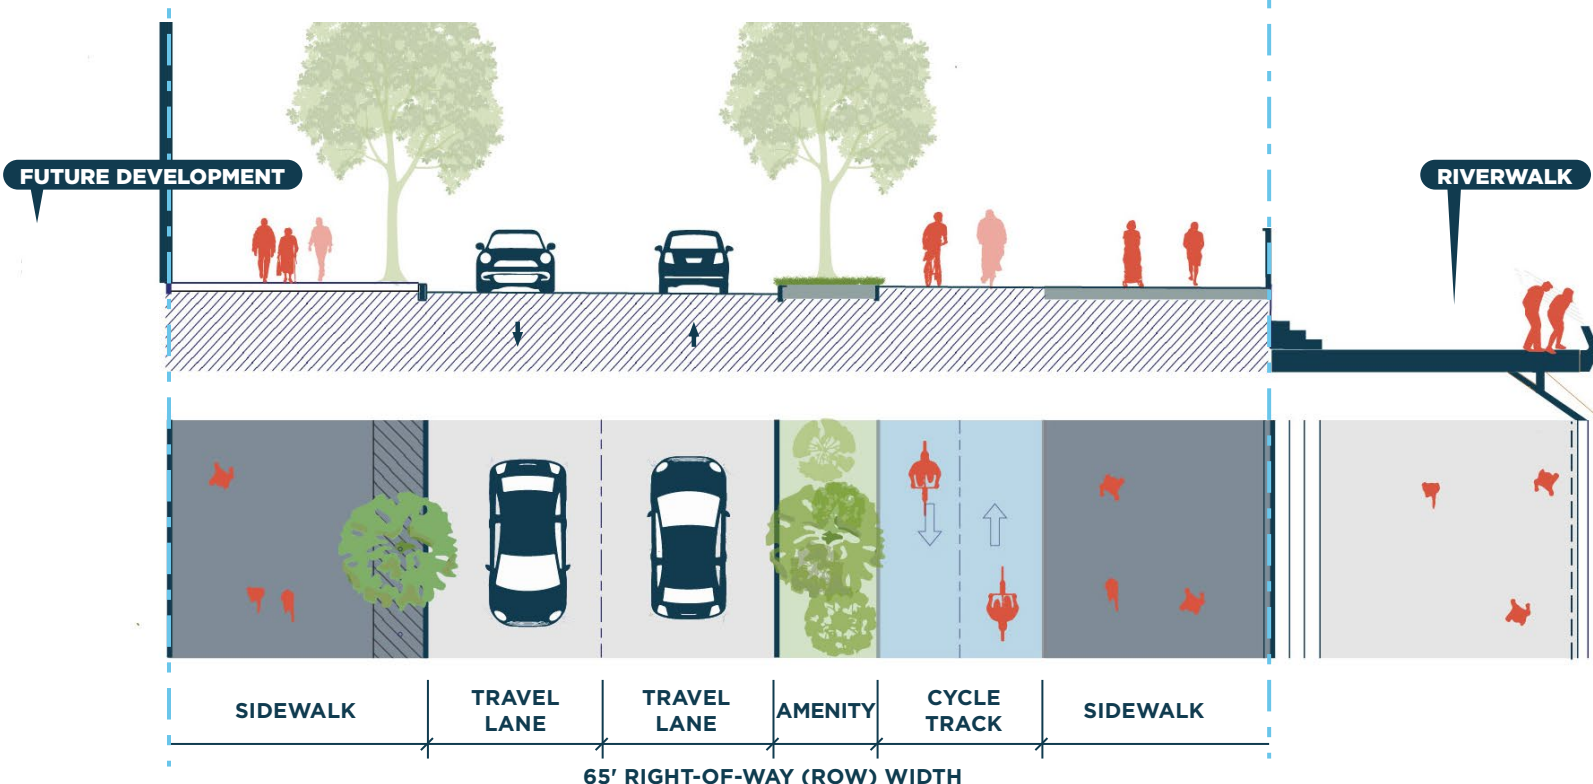 FUTURE DEVELOPMENT
RIVERWALK
SIDEWALK
TRAVEL
LANE
TRAVEL
LANE
AMENITY
CYCLE
TRACK
SIDEWALK
65' RIGHT-OF-WAY (ROW) WIDTH